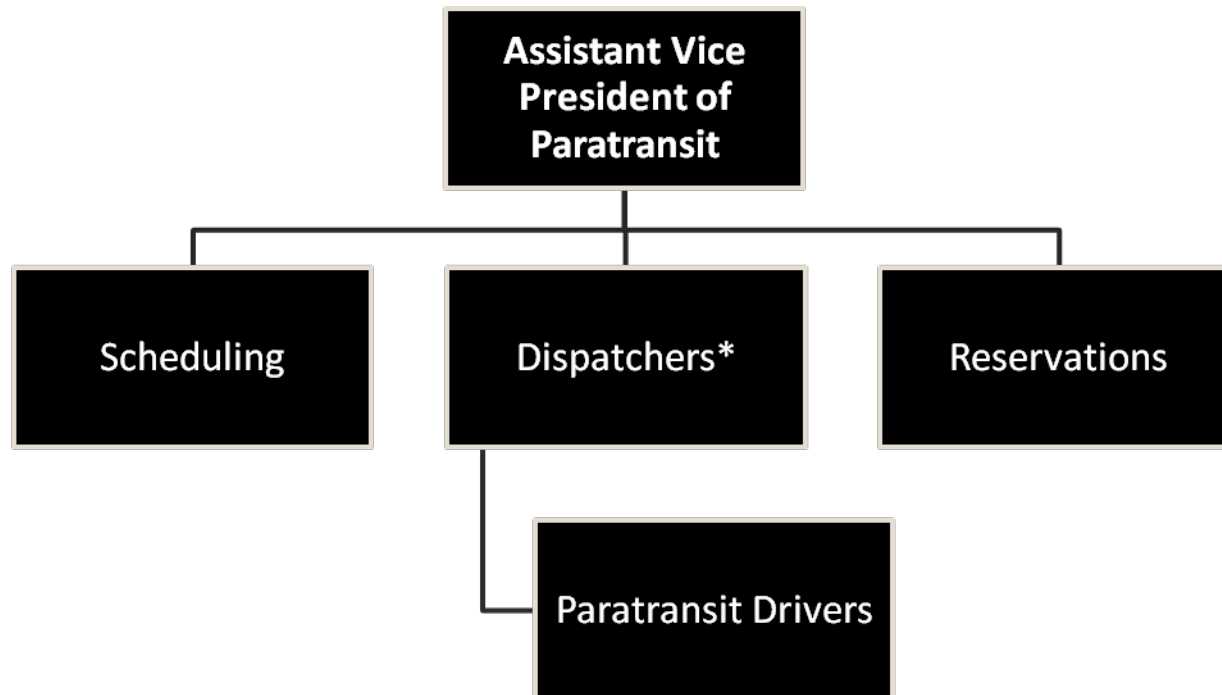 Assistant Vice
President of
Paratransit
Scheduling
Dispatchers*
Reservations
Paratransit Drivers